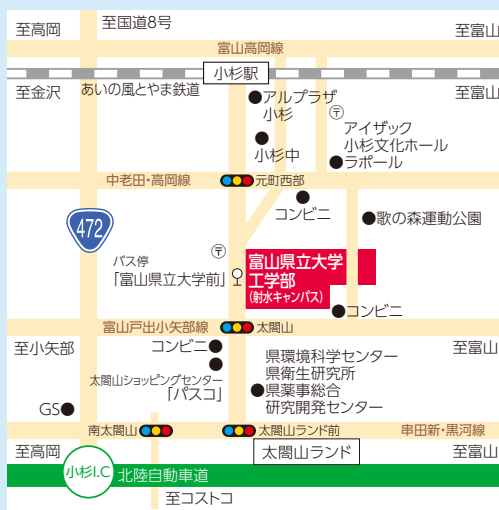 至国道8号
至高岡
至富山
富山高岡線
小杉駅
至金沢
あいの風とやま鉄道
至富山
アルプラザ
小杉
〒
アイザック
小杉文化ホール
ラポール
小杉中
中老田・高岡線
元町西部
コンビニ
歌の森運動公園
472
〒
バス停
「富山県立大学前」
富山県立大学
工学部
(射水キャンパス)
コンビニ
富山戸出小矢部線
太閤山
至小矢部
コンビニ
至富山
太閤山ショッピングセンター
「パスコ」
県環境科学センター
県衛生研究所
県薬事総合
研究開発センター
GS
南太閤山
太閤山ランド前
串田新・黒河線
至高岡
太閤山ランド
至富山
小杉I.C
北陸自動車道
至コストコ